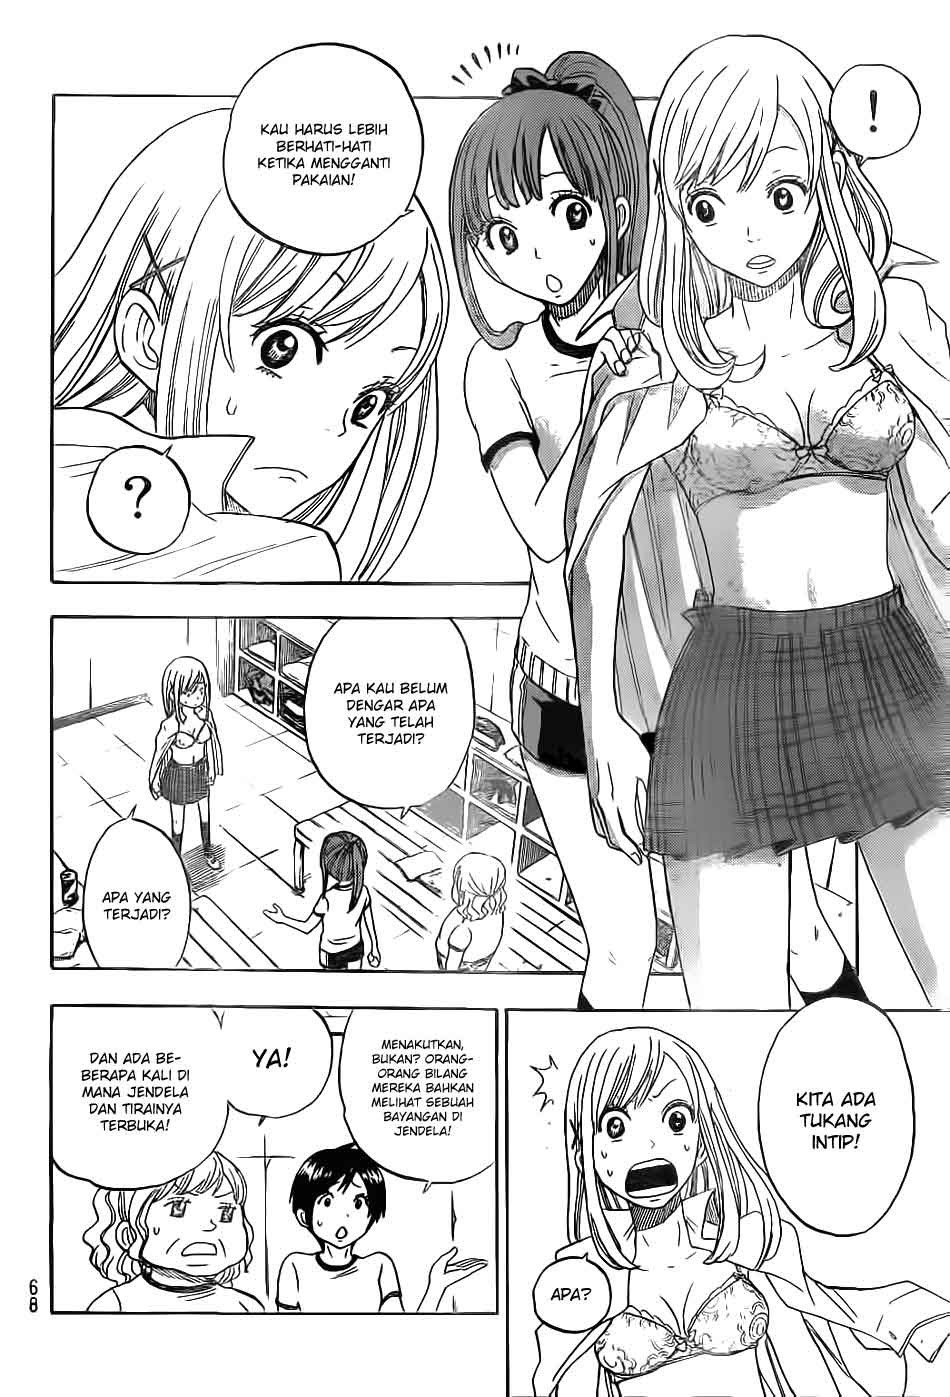 !
KAU HARUS LEBIH
BERHATI-HATI
KETIKA MENGGANTI
PAKAIAN!
?
APA KAU BELUM
DENGAR APA
YANG TELAH
TERJADI?
APA YANG
TERJADI?
KITA ADA
TUKANG
INTIP!
APA?
MENAKUTKAN,
BUKAN? ORANG-
ORANG BILANG
MEREKA BAHKAN
MELIHAT SEBUAH
BAYANGAN DI
JENDELA!
YA!
DAN ADA BE-
BERAPA KALI DI
MANA JENDELA
DAN TIRAINYA
TERBUKA!
68